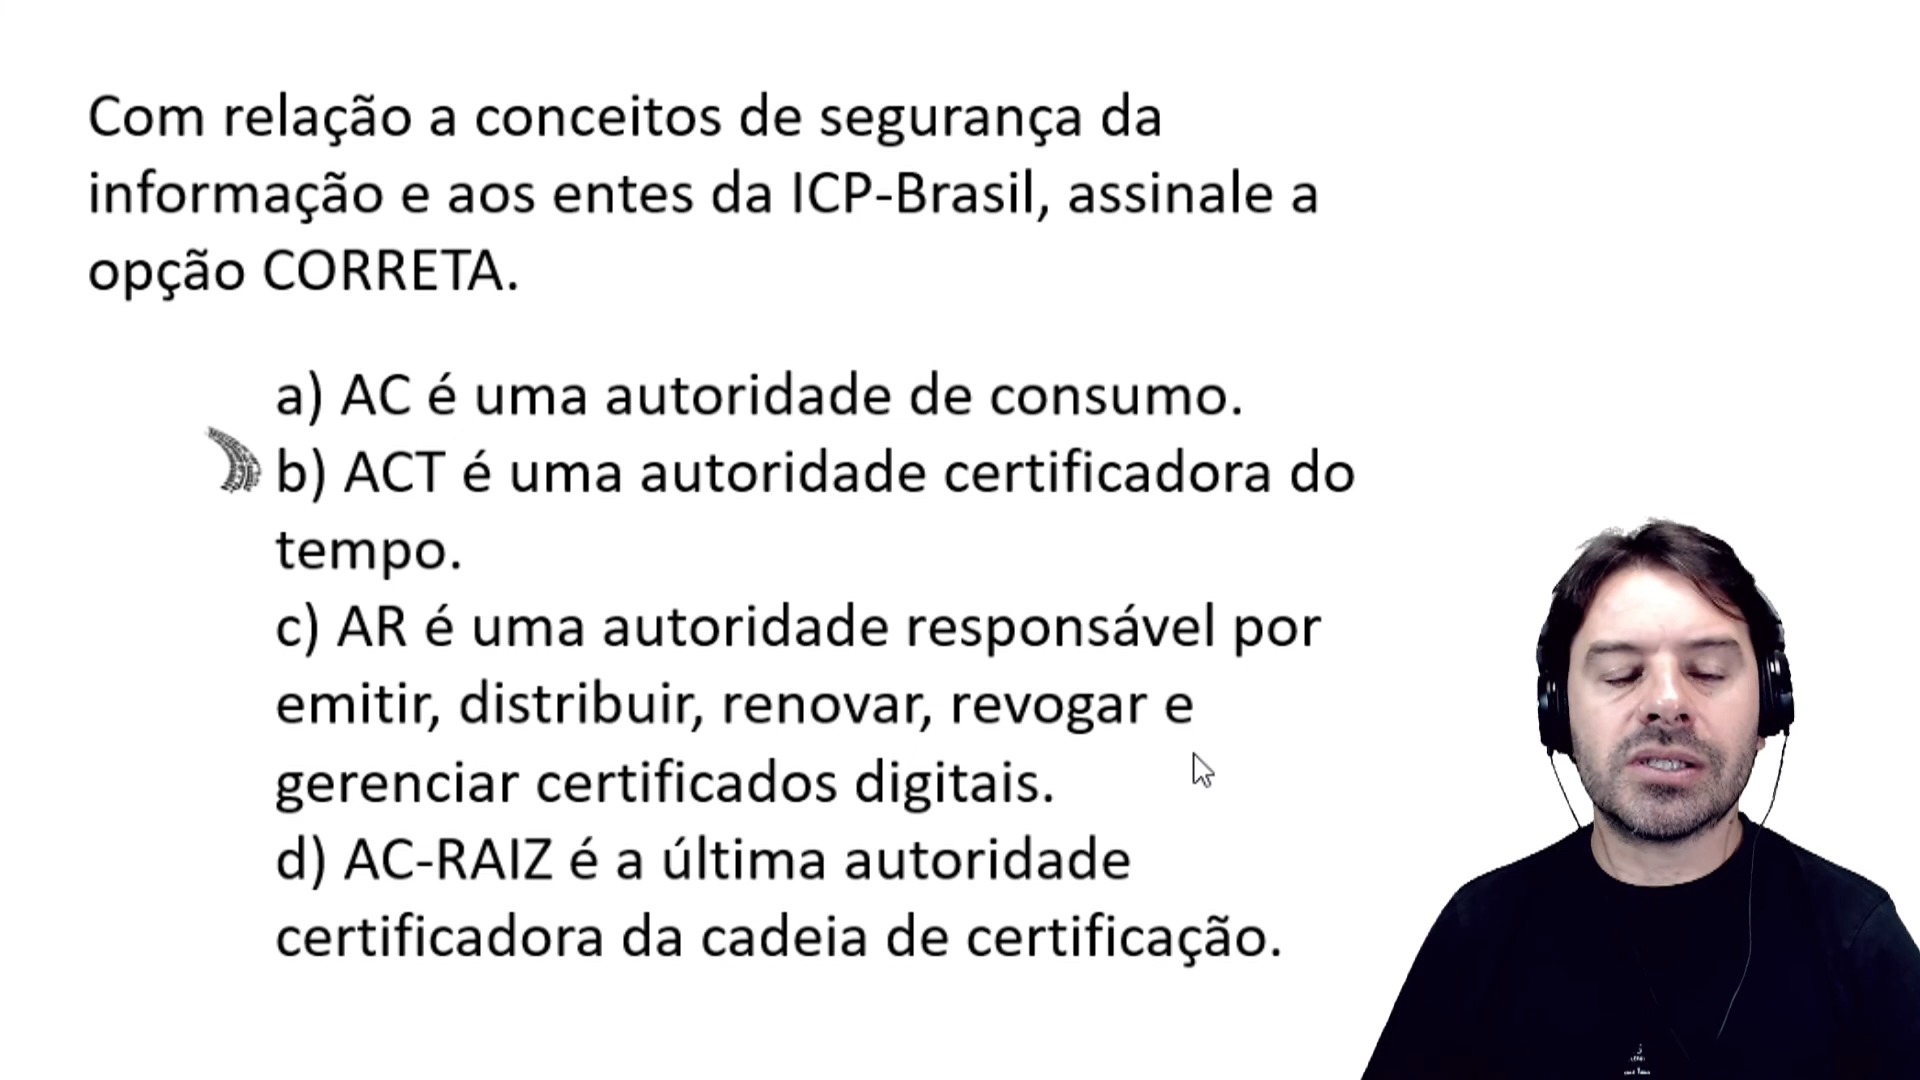 Com relação a conceitos de segurança da
informação e aos entes da ICP-Brasil, assinale a
opção CORRETA.
a) AC é uma autoridade de consumo.
b) ACT é uma autoridade certificadora do
tempo.
c) AR é uma autoridade responsável por
emitir, distribuir, renovar, revogar e
gerenciar certificados digitais.
d) AC-RAIZ é a última autoridade
certificadora da cadeia de certificação.